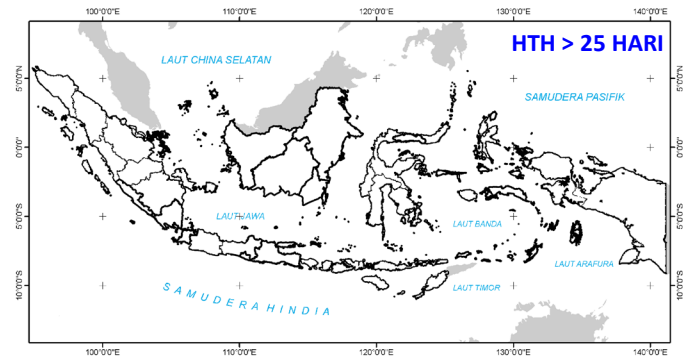 100°0'0"E 110°0'0"E 120°0'0"E 130°0'0"E 140°0'0"E
HTH > 25 HARI
LAUT CHINA SELATAN
5°0'0"N 5°0'0"N
SAMUDERA PASIFIK
0°0'0" 0°0'0"
5°0'0"S 5°0'0"S
LAUT JAWA
LAUT BANDA
LAUT ARAFURA
10°0'0"S 10°0'0"S
SAMUDERA HINDIA
LAUT TIMOR
100°0'0"E 110°0'0"E 120°0'0"E 130°0'0"E 140°0'0"E